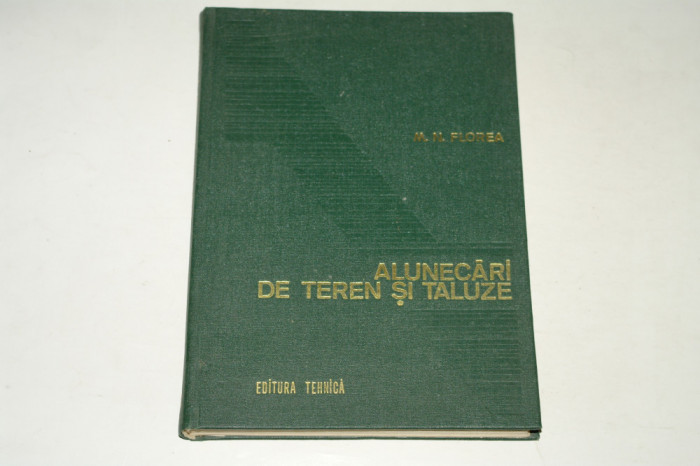 M. N. FLOREA
ALUNECĂRI
DE TEREN ȘI TALUZE
EDITURA TEHNICĂ